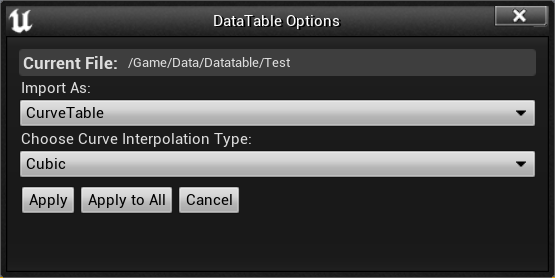 DataTable Options
Current File: /Game/Data/Datatable/Test
Import As:
CurveTable
Choose Curve Interpolation Type:
Cubic
Apply Apply to All Cancel